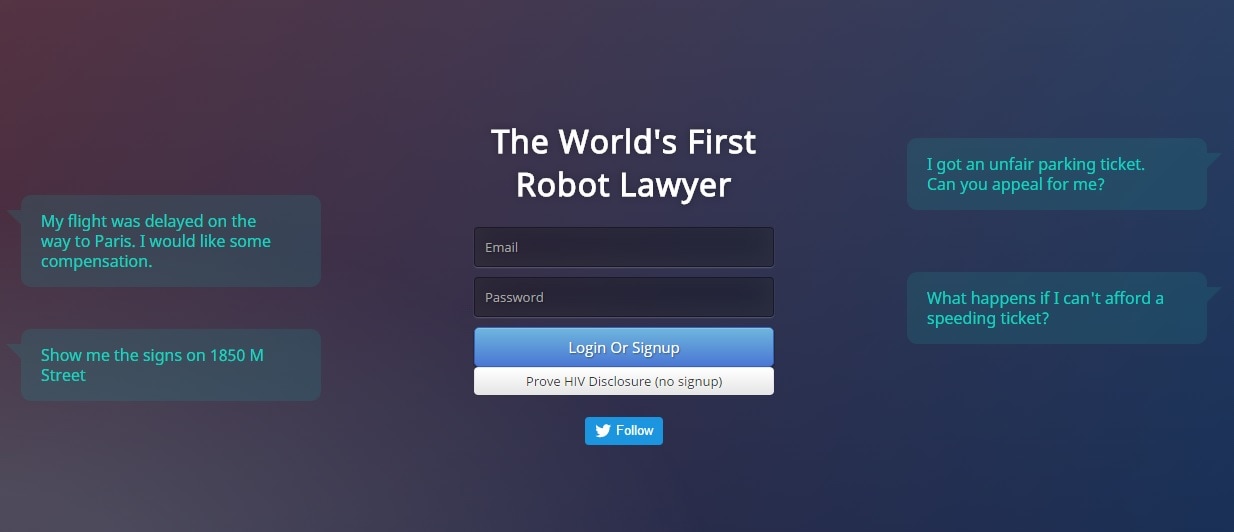 The World's First
Robot Lawyer
My flight was delayed on the
way to Paris. I would like some
compensation.
Show me the signs on 1850 M
Street
Email
Password
Login Or Signup
Prove HIV Disclosure (no signup)
Follow
I got an unfair parking ticket.
Can you appeal for me?
What happens if I can't afford a
speeding ticket?